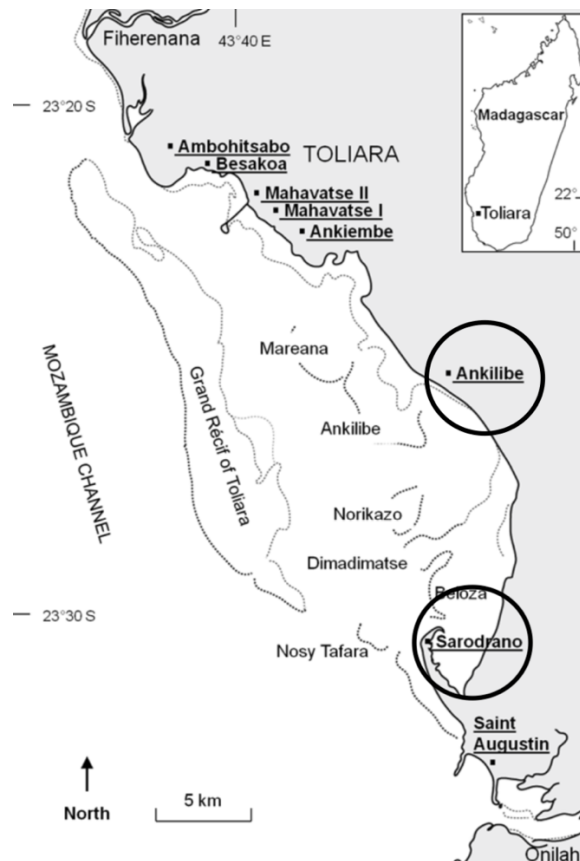 Fiherenana
43°40 E
23°20 S
Ambohitsabo
Besakoa
TOLIARA
Mahavatse II
Mahavatse I
Ankiembe
Madagascar
22°
Toliara
50°
Mareana
Ankilibe
Ankilibe
MOZAMBIQUE CHANNEL
Grand Récif of Toliara
Norikazo
Dimadimatse
Beloza
23°30 S
Sarodrano
Nosy Tafara
Saint
Augustin
North
5 km
Onilah